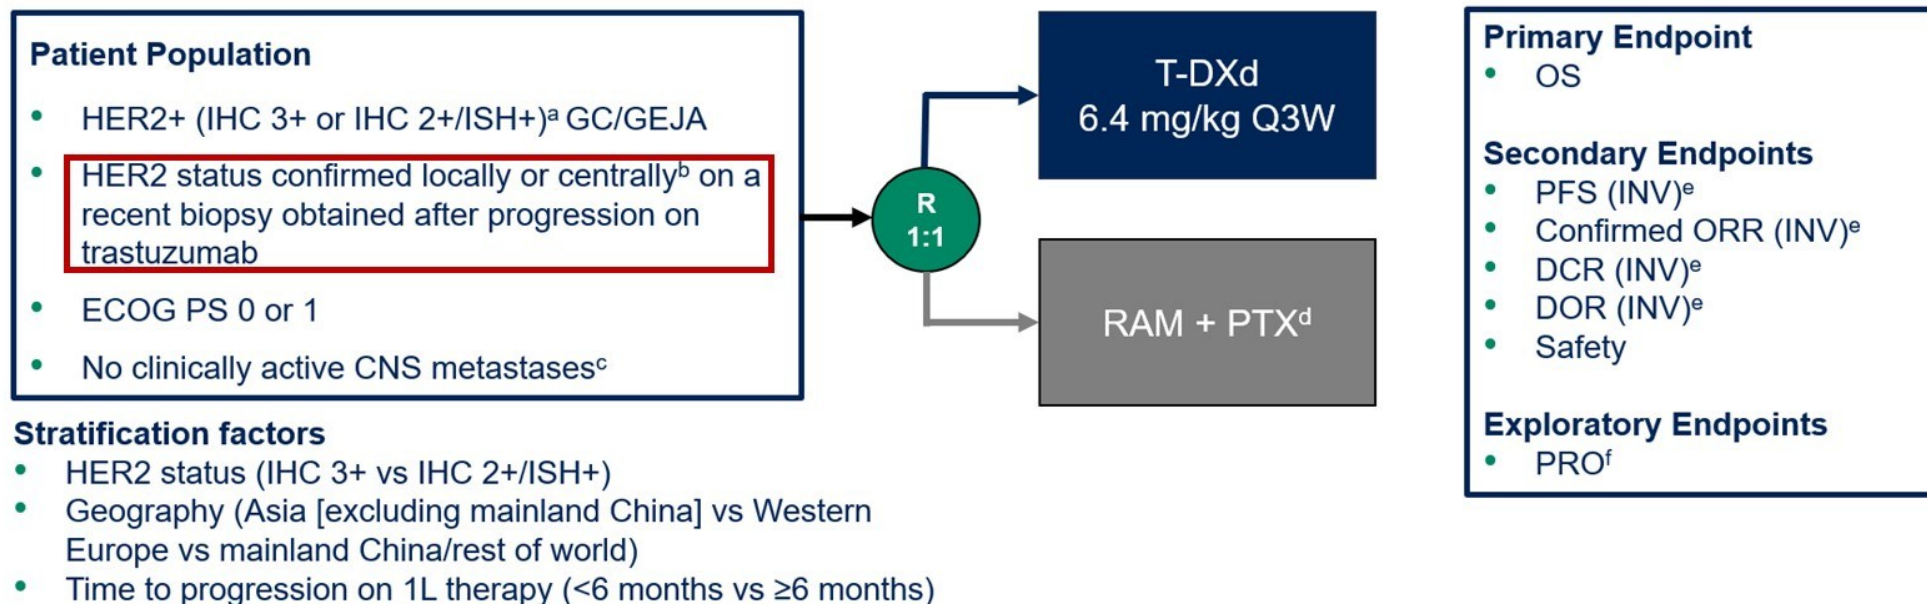 Patient Population
• HER2+ (IHC 3+ or IHC 2+/ISH+)ᵃ GC/GEJA
• HER2 status confirmed locally or centrallyᵇ on a
recent biopsy obtained after progression on
trastuzumab
• ECOG PS 0 or 1
• No clinically active CNS metastasesᶜ
Stratification factors
• HER2 status (IHC 3+ vs IHC 2+/ISH+)
• Geography (Asia [excluding mainland China] vs Western
Europe vs mainland China/rest of world)
• Time to progression on 1L therapy (<6 months vs ≥6 months)
R
1:1
T-DXd
6.4 mg/kg Q3W
RAM + PTXᵈ
Primary Endpoint
• OS
Secondary Endpoints
• PFS (INV)ᵉ
• Confirmed ORR (INV)ᵉ
• DCR (INV)ᵉ
• DOR (INV)ᵉ
• Safety
Exploratory Endpoints
• PROᶠ